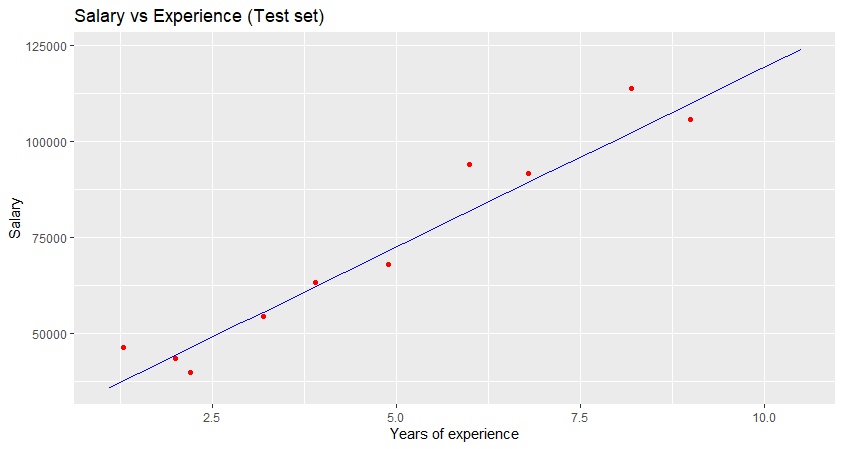 Salary vs Experience (Test set)
125000
100000
75000
50000
Salary
2.5
5.0
7.5
10.0
Years of experience